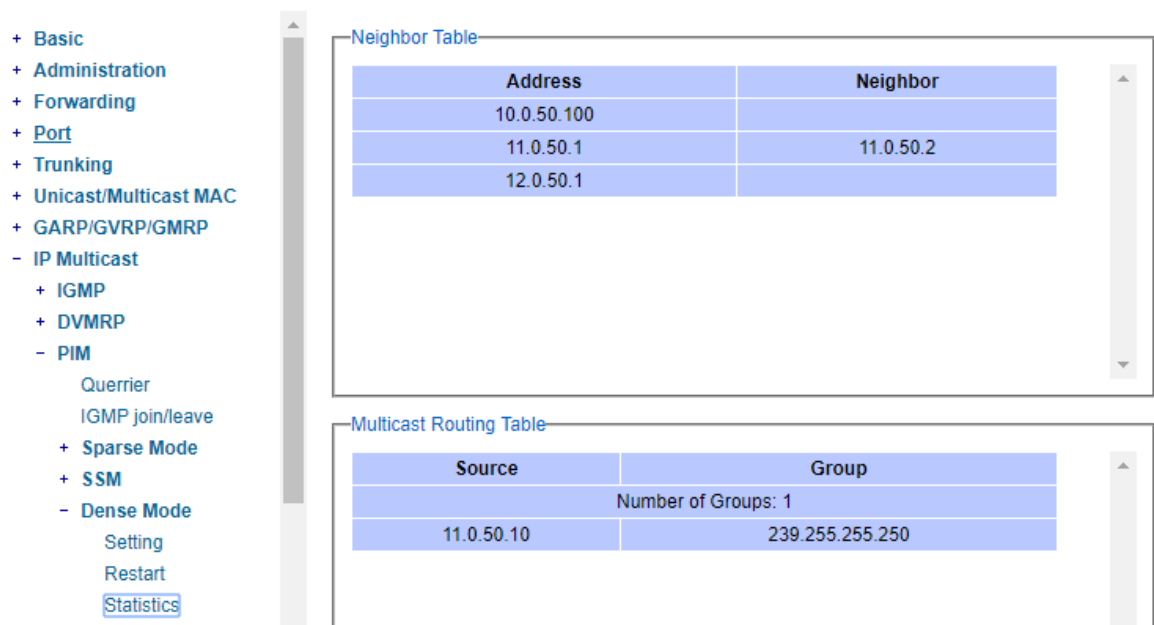 + Basic
+ Administration
+ Forwarding
+ Port
+ Trunking
+ Unicast/Multicast MAC
+ GARP/GVRP/GMRP
- IP Multicast
+ IGMP
+ DVMRP
- PIM
Querrier
IGMP join/leave
+ Sparse Mode
+ SSM
- Dense Mode
Setting
Restart
Statistics
Neighbor Table
Address Neighbor
10.0.50.100
11.0.50.1 11.0.50.2
12.0.50.1
Multicast Routing Table
Source Group
Number of Groups: 1
11.0.50.10 239.255.255.250